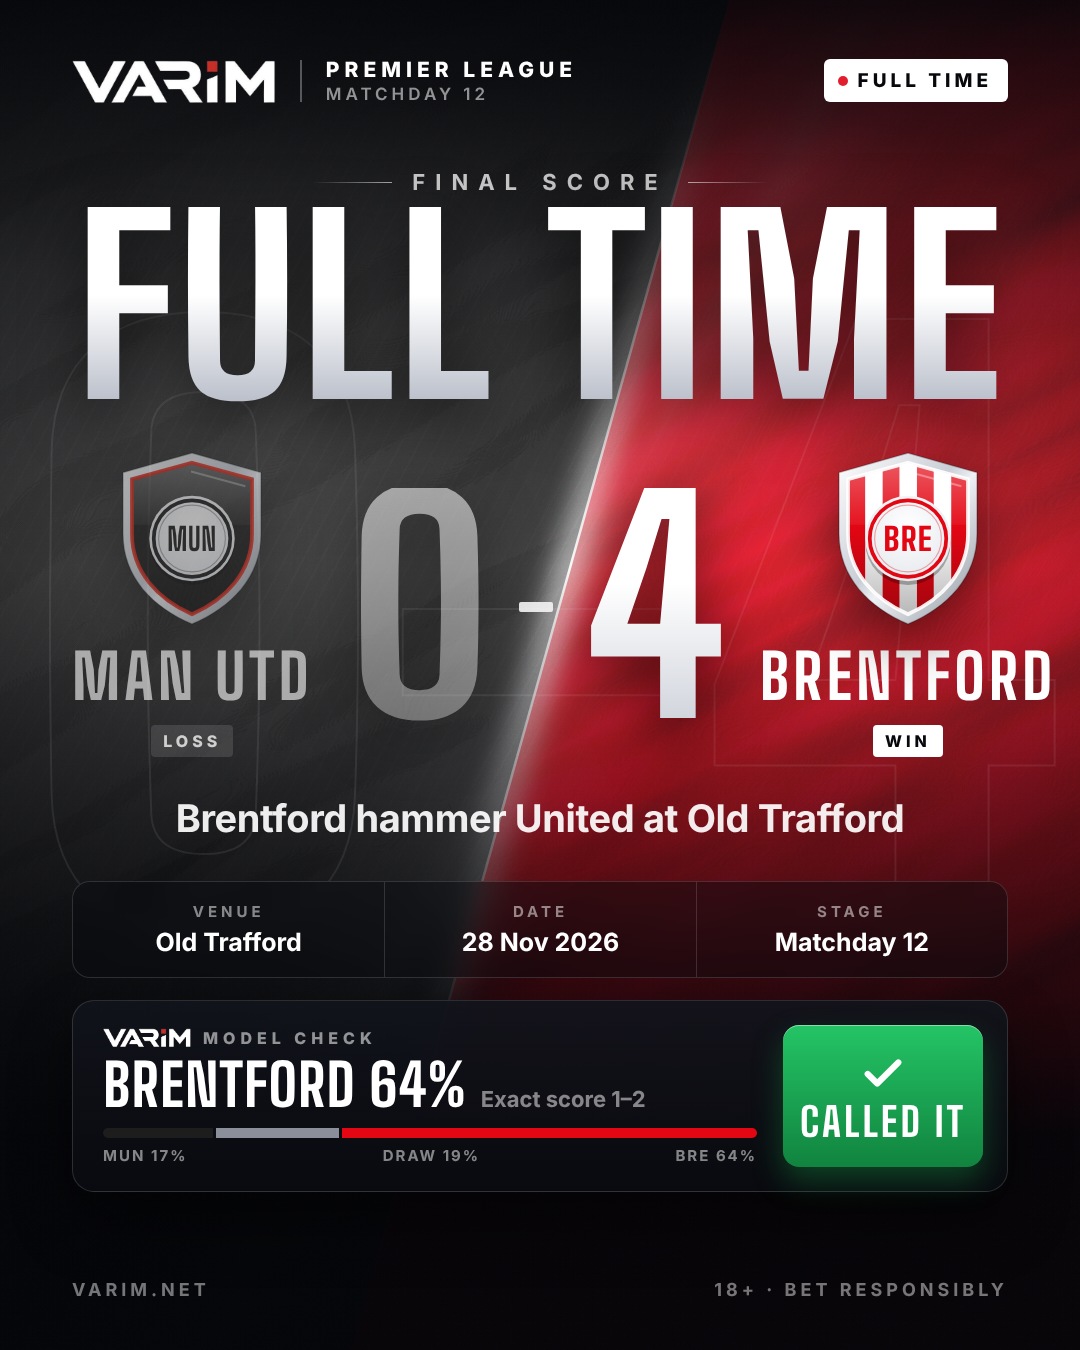 VARiM
PREMIER LEAGUE
MATCHDAY 12
FULL TIME
FINAL SCORE
FULL TIME
MUN
BRE
0 - 4
MAN UTD
BRENTFORD
LOSS
WIN
Brentford hammer United at Old Trafford
VENUE
Old Trafford
DATE
28 Nov 2026
STAGE
Matchday 12
VARiM MODEL CHECK
BRENTFORD 64% Exact score 1–2
MUN 17% DRAW 19% BRE 64%
CALLED IT
VARIM.NET
18+ · BET RESPONSIBLY